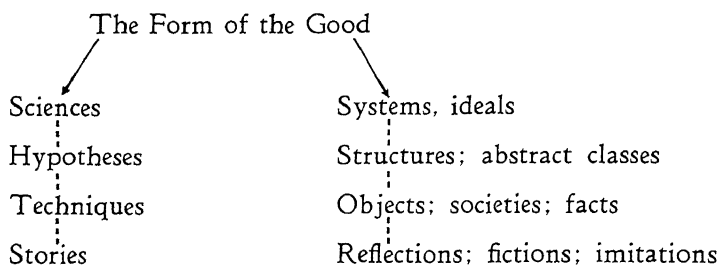 The Form of the Good
Sciences Systems, ideals
Hypotheses Structures; abstract classes
Techniques Objects; societies; facts
Stories Reflections; fictions; imitations